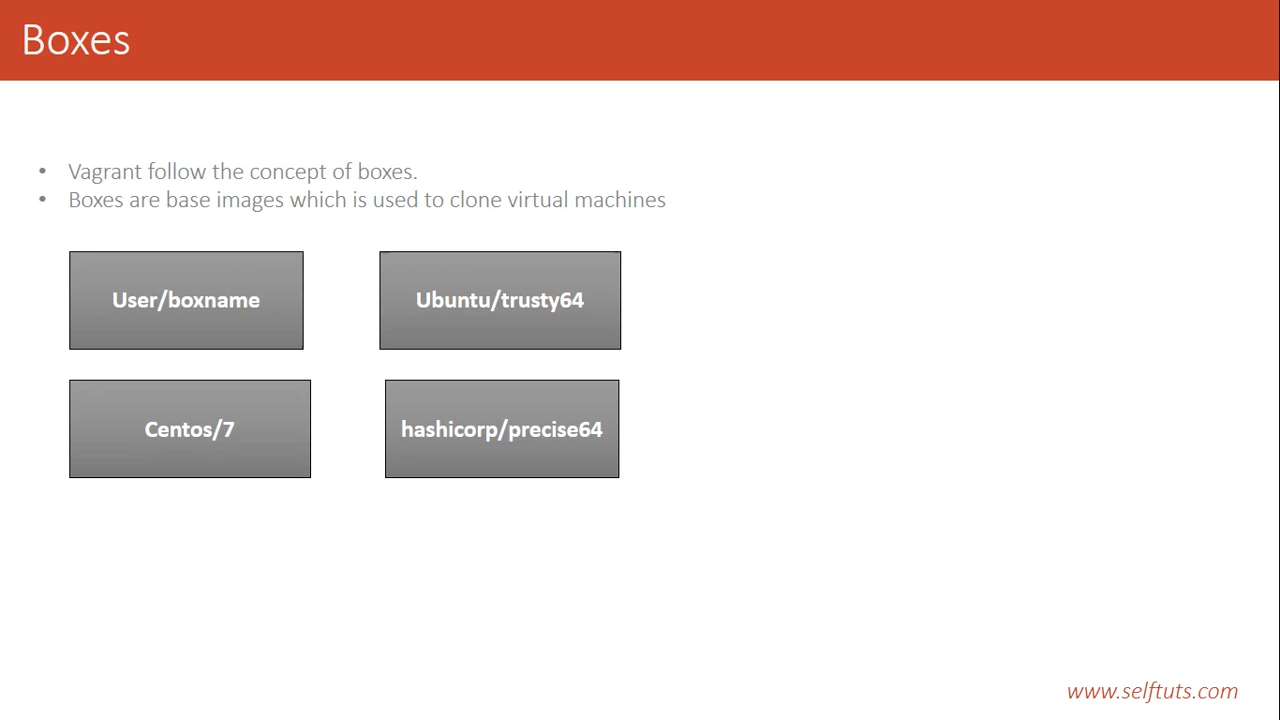 Boxes
• Vagrant follow the concept of boxes.
• Boxes are base images which is used to clone virtual machines
User/boxname
Ubuntu/trusty64
Centos/7
hashicorp/precise64
www.selftuts.com